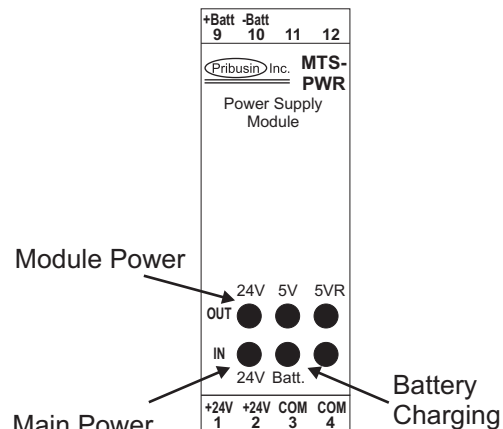 +Batt -Batt
9 10 11 12
Pribusin Inc. MTS-
PWR
Power Supply
Module
Module Power
24V 5V 5VR
OUT
IN
24V Batt.
Battery
Charging
Main Power
+24V +24V COM COM
1 2 3 4